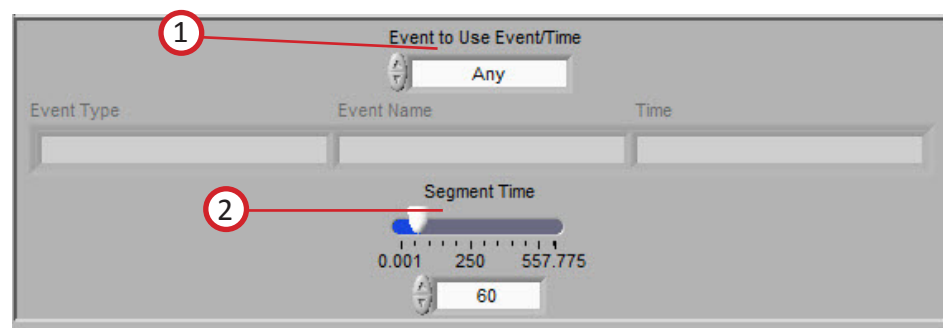 1
Event to Use Event/Time
Any
Event Type Event Name Time
Segment Time
2
0.001 250 557.775
60